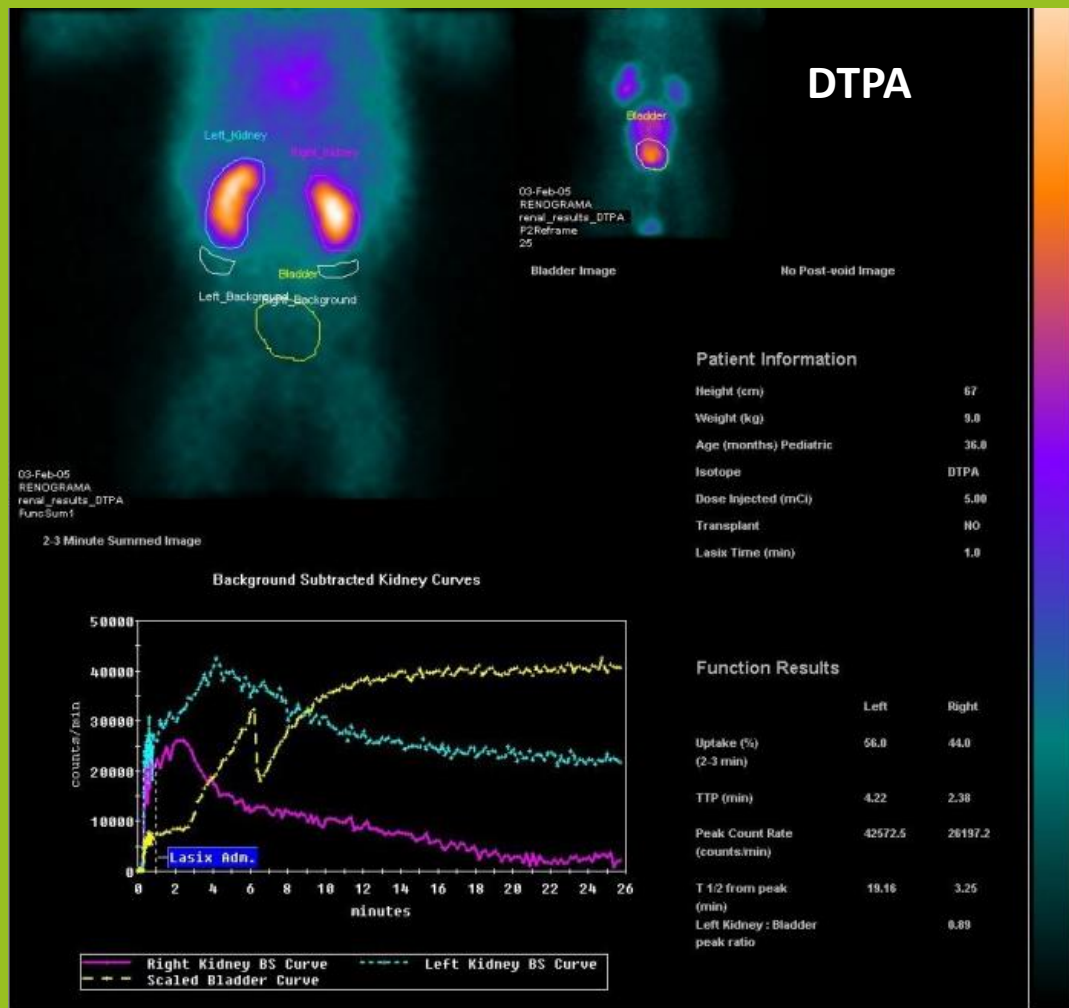 DTPA
Left_Kidney
Right_Kidney
Bladder
Left_Background
Right_Background
03-Feb-05
RENOGRAMA
renal_results_DTPA
FuncSum1
2-3 Minute Summed Image
Bladder
03-Feb-05
RENOGRAMA
renal_results_DTPA
P2Reframe
25
Bladder Image
No Post-void Image
Patient Information
Height (cm) 67
Weight (kg) 9.0
Age (months) Pediatric 36.0
Isotope DTPA
Dose Injected (mCi) 5.00
Transplant NO
Lasix Time (min) 1.0
Background Subtracted Kidney Curves
50000
40000
30000
20000
10000
0
counts/min
Lasix Adm.
0 2 4 6 8 10 12 14 16 18 20 22 24 26
minutes
Right Kidney BS Curve Left Kidney BS Curve
Scaled Bladder Curve
Function Results
Left Right
Uptake (%) 56.0 44.0
(2-3 min)
TTP (min) 4.22 2.38
Peak Count Rate 42572.5 26197.2
(counts/min)
T 1/2 from peak 19.16 3.25
(min)
Left Kidney : Bladder 0.89
peak ratio